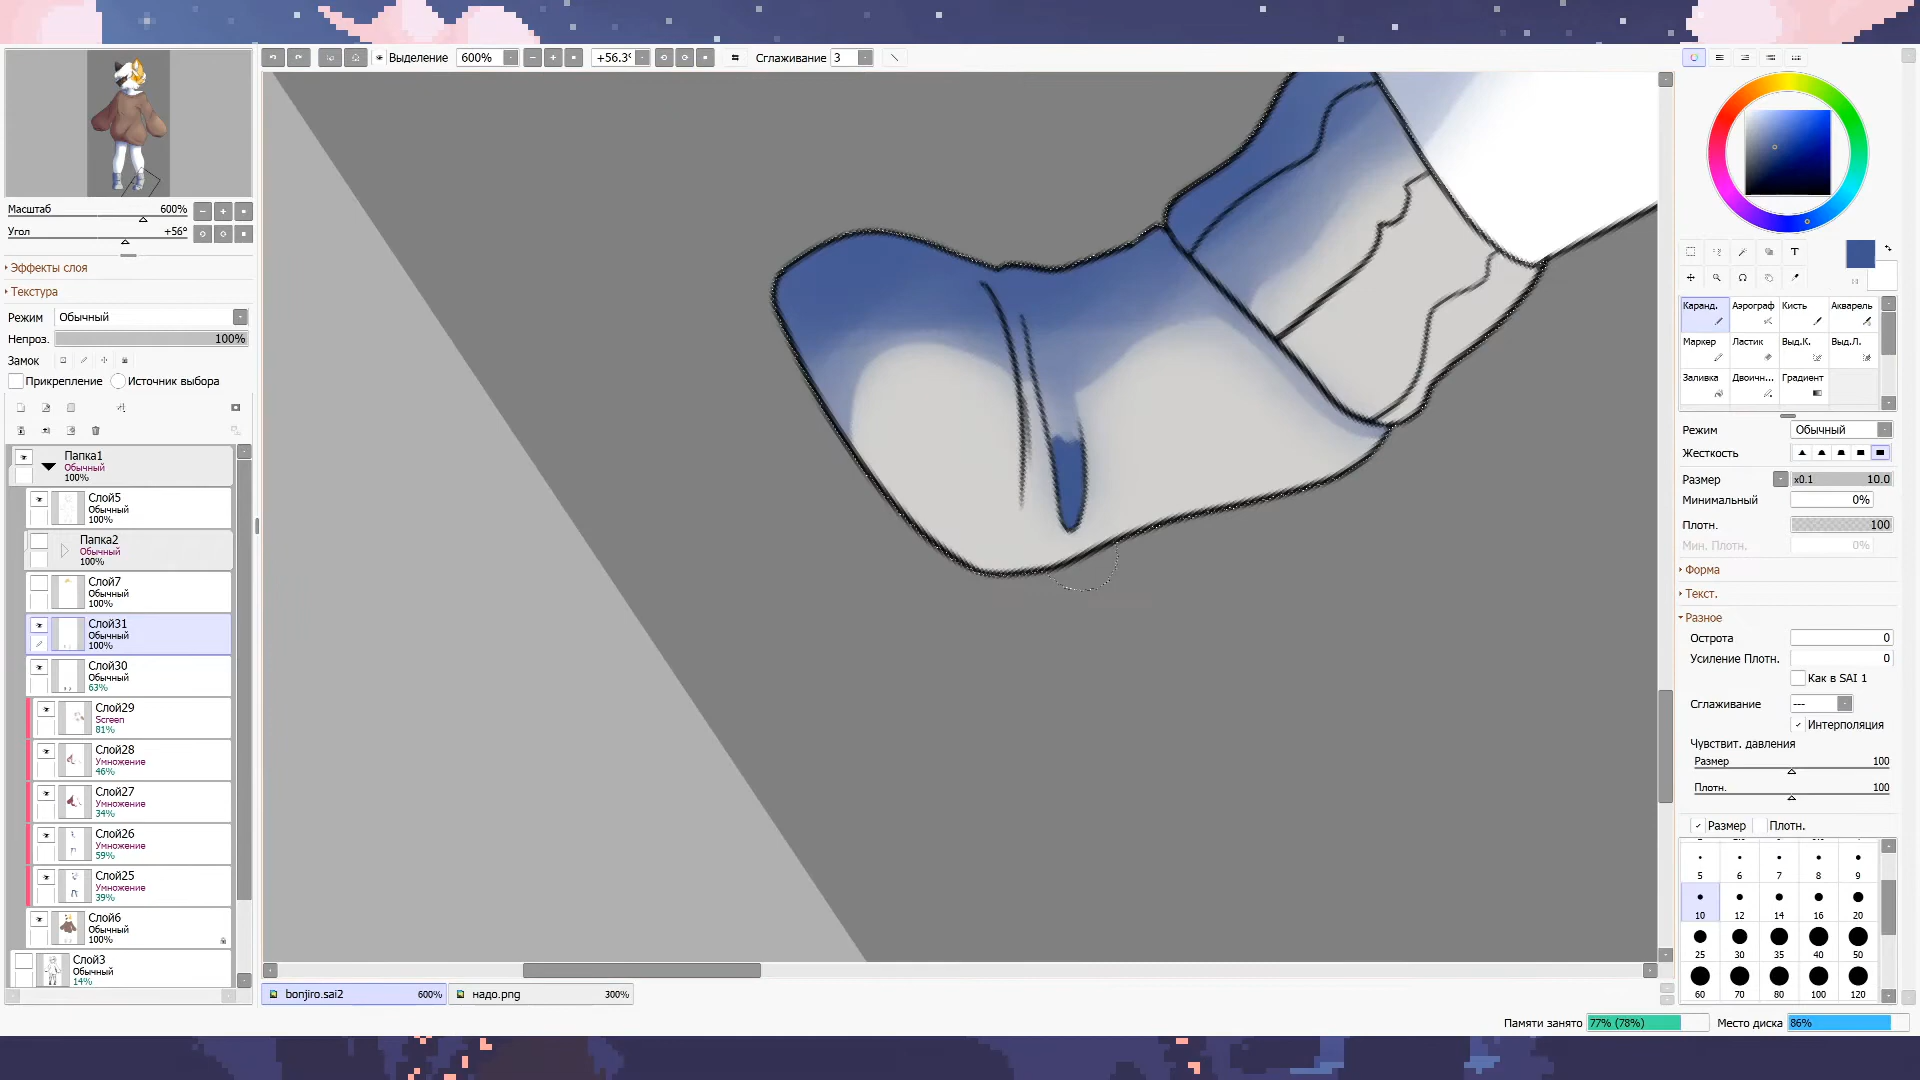 Выделение 600% +56.3° Сглаживание 3
Масштаб 600%
Угол +56°
Эффекты слоя
Текстура
Режим Обычный
Непроз. 100%
Замок
Прикрепление Источник выбора
Папка1
Обычный
100%
Слой5
Обычный
100%
Папка2
Обычный
100%
Слой7
Обычный
100%
Слой31
Обычный
100%
Слой30
Обычный
63%
Слой29
Screen
81%
Слой28
Умножение
46%
Слой27
Умножение
34%
Слой26
Умножение
59%
Слой25
Умножение
39%
Слой6
Обычный
100%
Слой3
Обычный
14%
bonjiro.sai2 600% надо.png 300%
T
Каранд. Аэрограф Кисть Акварель
Маркер Ластик Выд.К. Выд.Л.
Заливка Двоичн... Градиент
Режим Обычный
Жесткость
Размер x0.1 10.0
Минимальный 0%
Плотн. 100
Мин. Плотн. 0%
Форма
Текст.
Разное
Острота 0
Усиление Плотн. 0
Как в SAI 1
Сглаживание ---
Интерполяция
Чувствит. давления
Размер 100
Плотн. 100
Размер Плотн.
5 6 7 8 9
10 12 14 16 20
25 30 35 40 50
60 70 80 100 120
Памяти занято 77% (78%) Место диска 86%